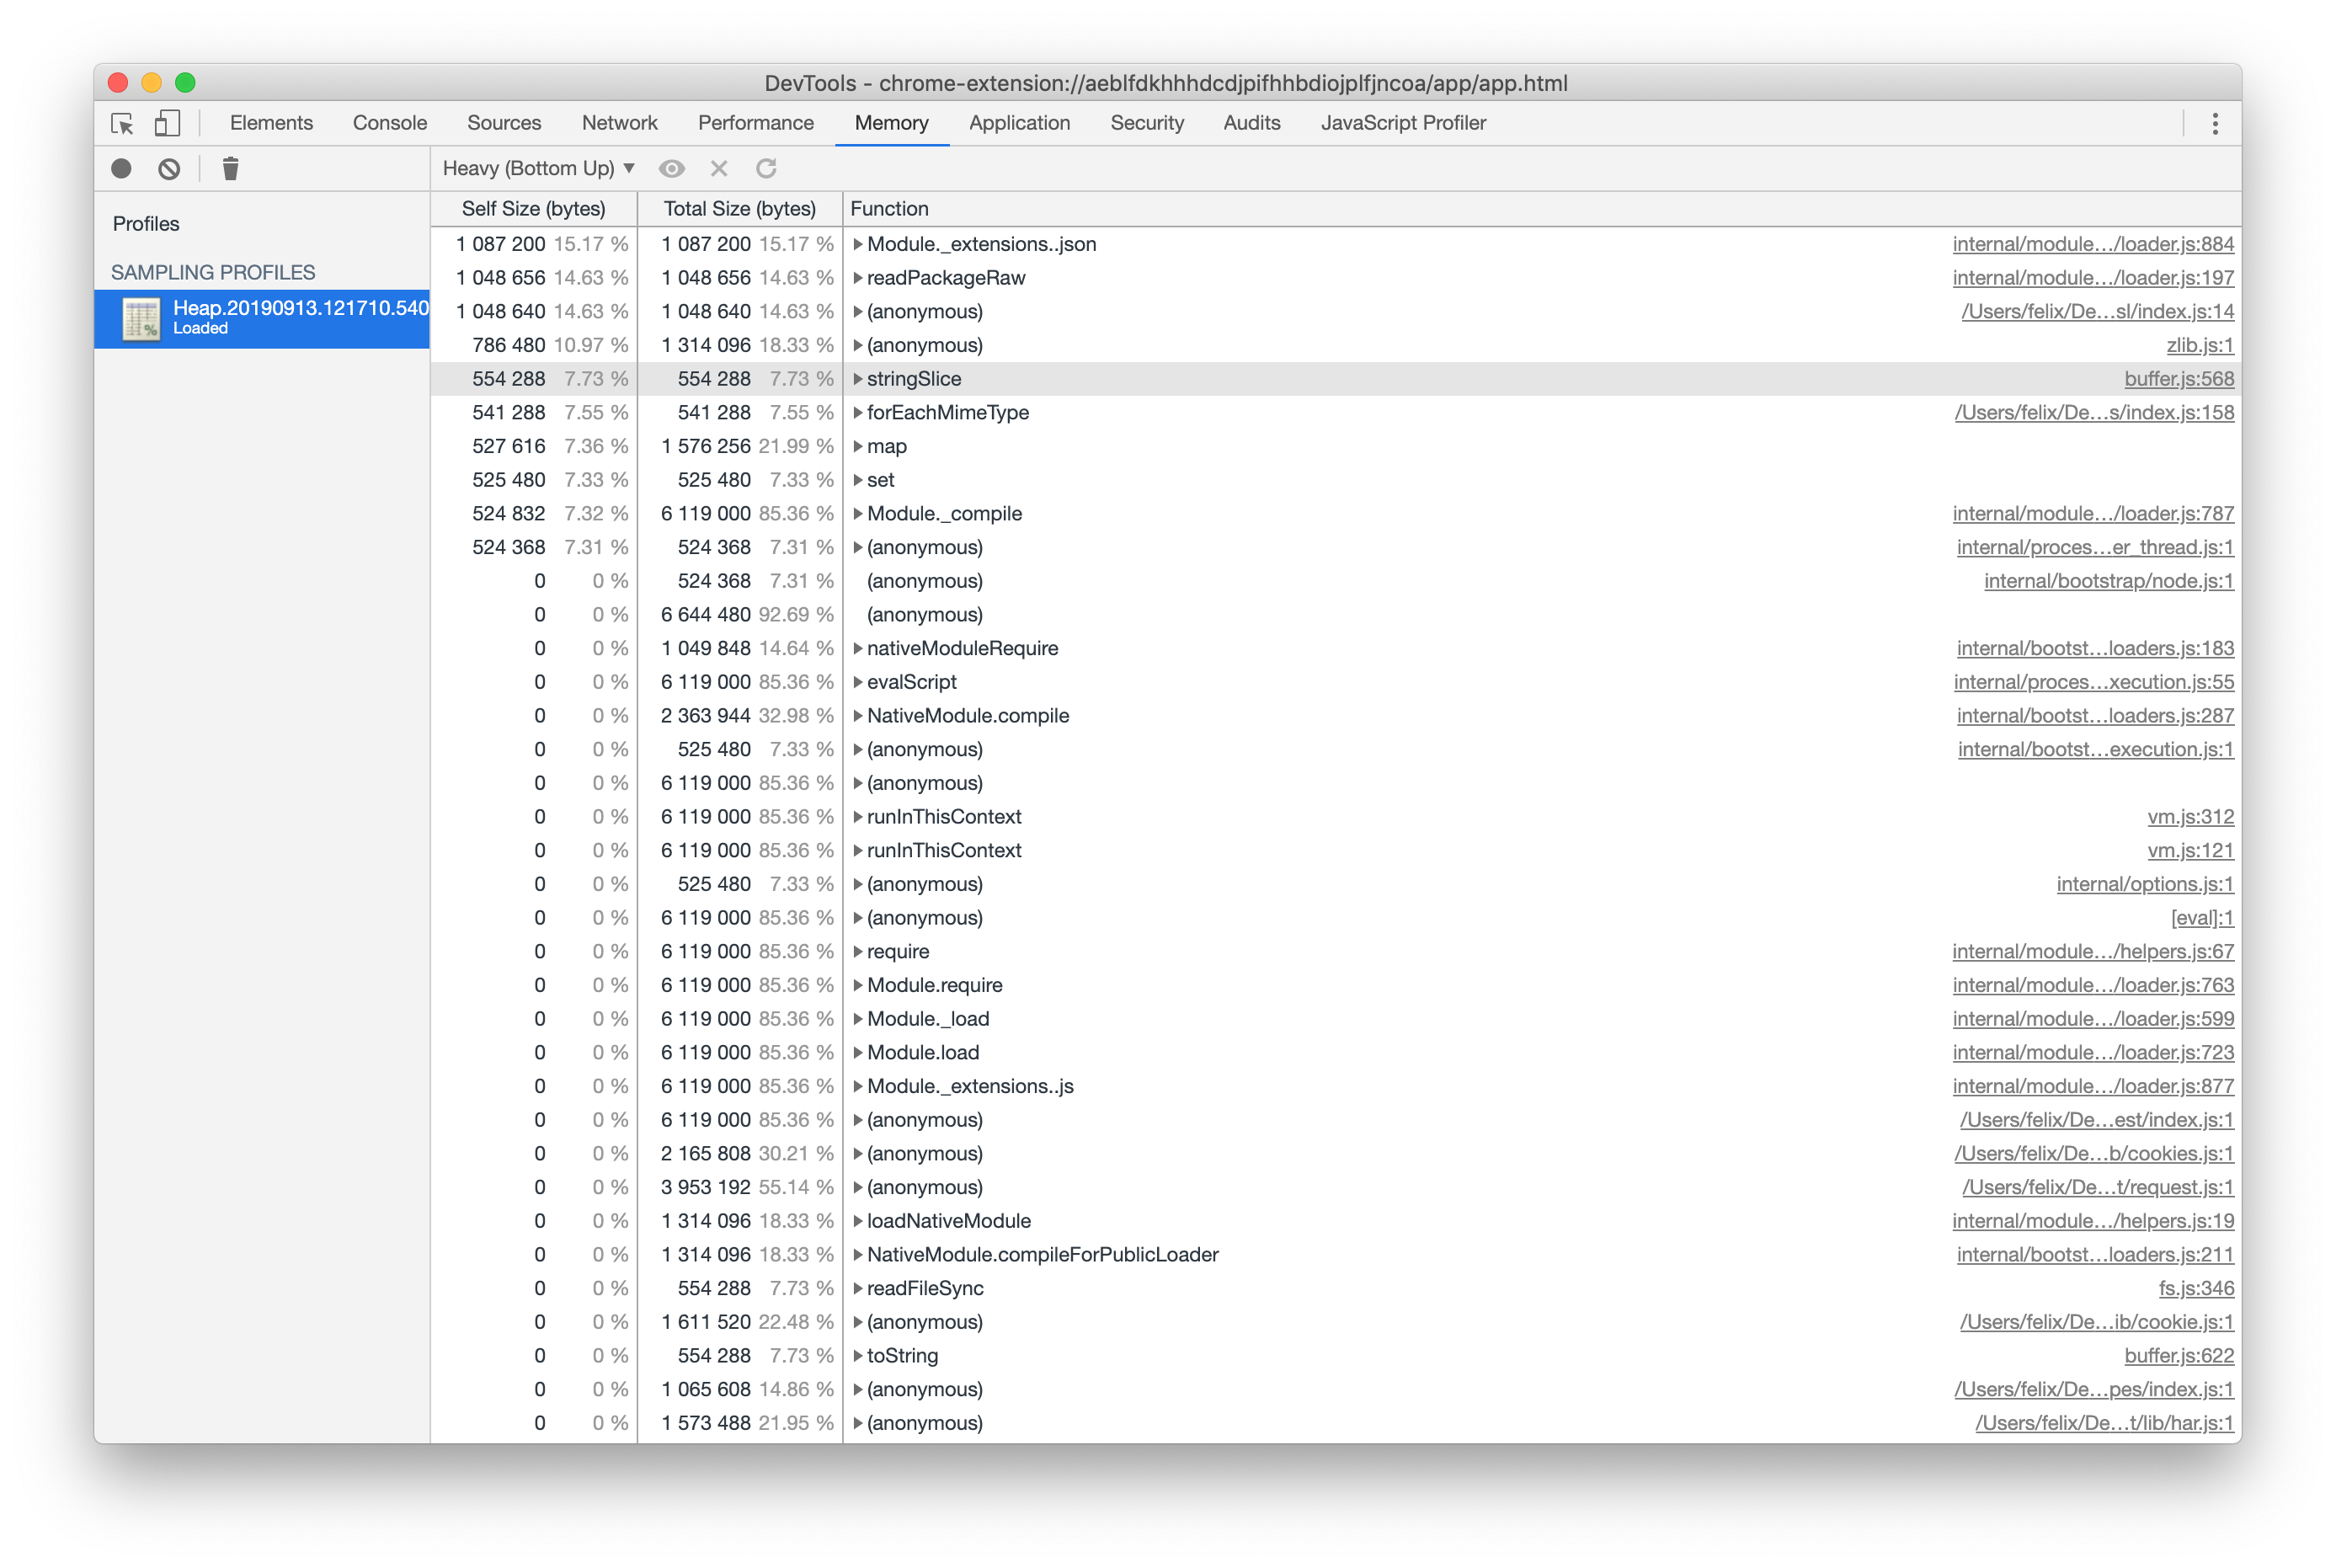 DevTools - chrome-extension://aeblfdkhhhdcdjpifhhbdiojplfjncoa/app/app.html
Elements Console Sources Network Performance Memory Application Security Audits JavaScript Profiler
Heavy (Bottom Up) ▼
Profiles
SAMPLING PROFILES
Heap.20190913.121710.540
Loaded
Self Size (bytes) Total Size (bytes) Function
1 087 200 15.17 % 1 087 200 15.17 % Module._extensions..json internal/module…/loader.js:884
1 048 656 14.63 % 1 048 656 14.63 % readPackageRaw internal/module…/loader.js:197
1 048 640 14.63 % 1 048 640 14.63 % (anonymous) /Users/felix/De…sl/index.js:14
786 480 10.97 % 1 314 096 18.33 % (anonymous) zlib.js:1
554 288 7.73 % 554 288 7.73 % stringSlice buffer.js:568
541 288 7.55 % 541 288 7.55 % forEachMimeType /Users/felix/De…s/index.js:158
527 616 7.36 % 1 576 256 21.99 % map
525 480 7.33 % 525 480 7.33 % set
524 832 7.32 % 6 119 000 85.36 % Module._compile internal/module…/loader.js:787
524 368 7.31 % 524 368 7.31 % (anonymous) internal/proces…er_thread.js:1
0 0 % 524 368 7.31 % (anonymous) internal/bootstrap/node.js:1
0 0 % 6 644 480 92.69 % (anonymous)
0 0 % 1 049 848 14.64 % nativeModuleRequire internal/bootst…loaders.js:183
0 0 % 6 119 000 85.36 % evalScript internal/proces…xecution.js:55
0 0 % 2 363 944 32.98 % NativeModule.compile internal/bootst…loaders.js:287
0 0 % 525 480 7.33 % (anonymous) internal/bootst…execution.js:1
0 0 % 6 119 000 85.36 % (anonymous)
0 0 % 6 119 000 85.36 % runInThisContext vm.js:312
0 0 % 6 119 000 85.36 % runInThisContext vm.js:121
0 0 % 525 480 7.33 % (anonymous) internal/options.js:1
0 0 % 6 119 000 85.36 % (anonymous) [eval]:1
0 0 % 6 119 000 85.36 % require internal/module…/helpers.js:67
0 0 % 6 119 000 85.36 % Module.require internal/module…/loader.js:763
0 0 % 6 119 000 85.36 % Module._load internal/module…/loader.js:599
0 0 % 6 119 000 85.36 % Module.load internal/module…/loader.js:723
0 0 % 6 119 000 85.36 % Module._extensions..js internal/module…/loader.js:877
0 0 % 6 119 000 85.36 % (anonymous) /Users/felix/De…est/index.js:1
0 0 % 2 165 808 30.21 % (anonymous) /Users/felix/De…b/cookies.js:1
0 0 % 3 953 192 55.14 % (anonymous) /Users/felix/De…t/request.js:1
0 0 % 1 314 096 18.33 % loadNativeModule internal/module…/helpers.js:19
0 0 % 1 314 096 18.33 % NativeModule.compileForPublicLoader internal/bootst…loaders.js:211
0 0 % 554 288 7.73 % readFileSync fs.js:346
0 0 % 1 611 520 22.48 % (anonymous) /Users/felix/De…ib/cookie.js:1
0 0 % 554 288 7.73 % toString buffer.js:622
0 0 % 1 065 608 14.86 % (anonymous) /Users/felix/De…pes/index.js:1
0 0 % 1 573 488 21.95 % (anonymous) /Users/felix/De…t/lib/har.js:1